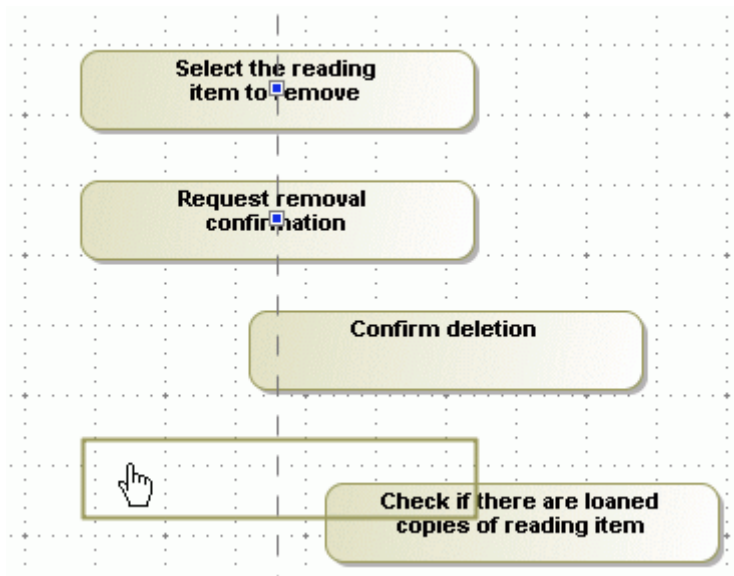 Select the reading
item to remove
Request removal
confirmation
Confirm deletion
Check if there are loaned
copies of reading item